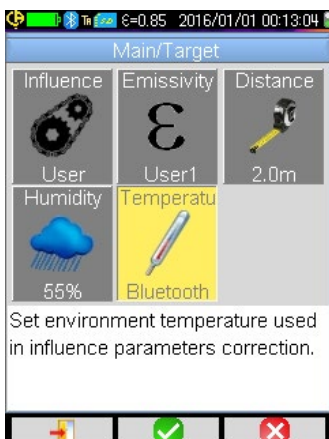 ε=0.85 2016/01/01 00:13:04
Main/Target
Influence Emissivity Distance
ε
User User1 2.0m
Humidity Temperatu
55% Bluetooth
Set environment temperature used
in influence parameters correction.